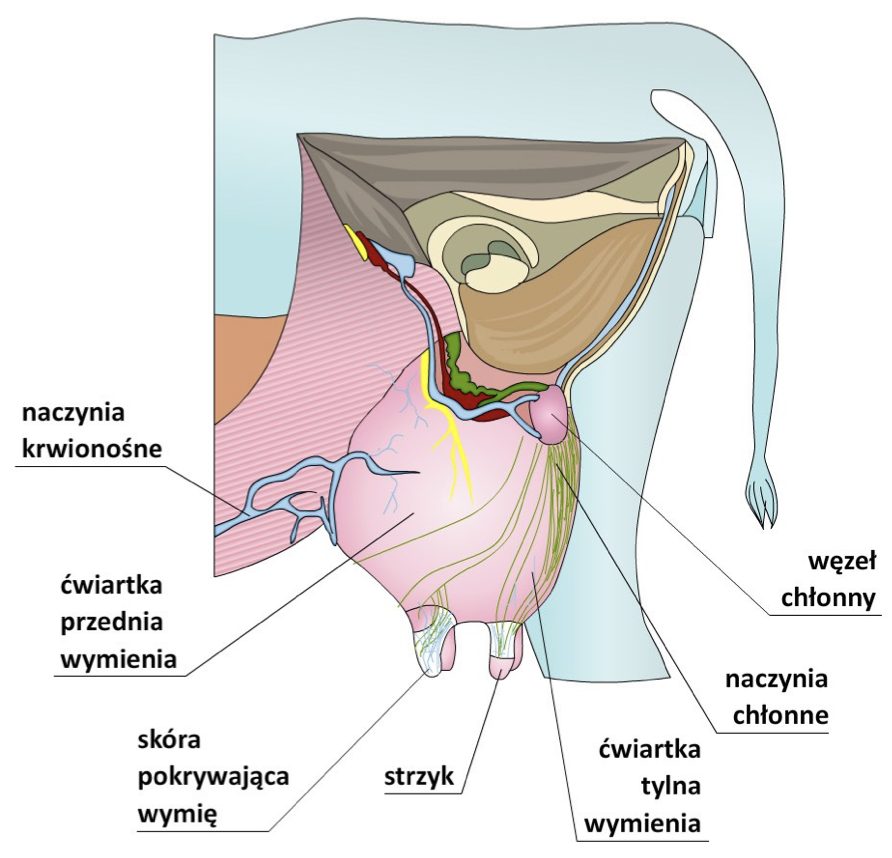 naczynia
krwionośne
ćwiartka
przednia
wymienia
skóra
pokrywająca
wymię
strzyk
ćwiartka
tylna
wymienia
naczynia
chłonne
węzeł
chłonny